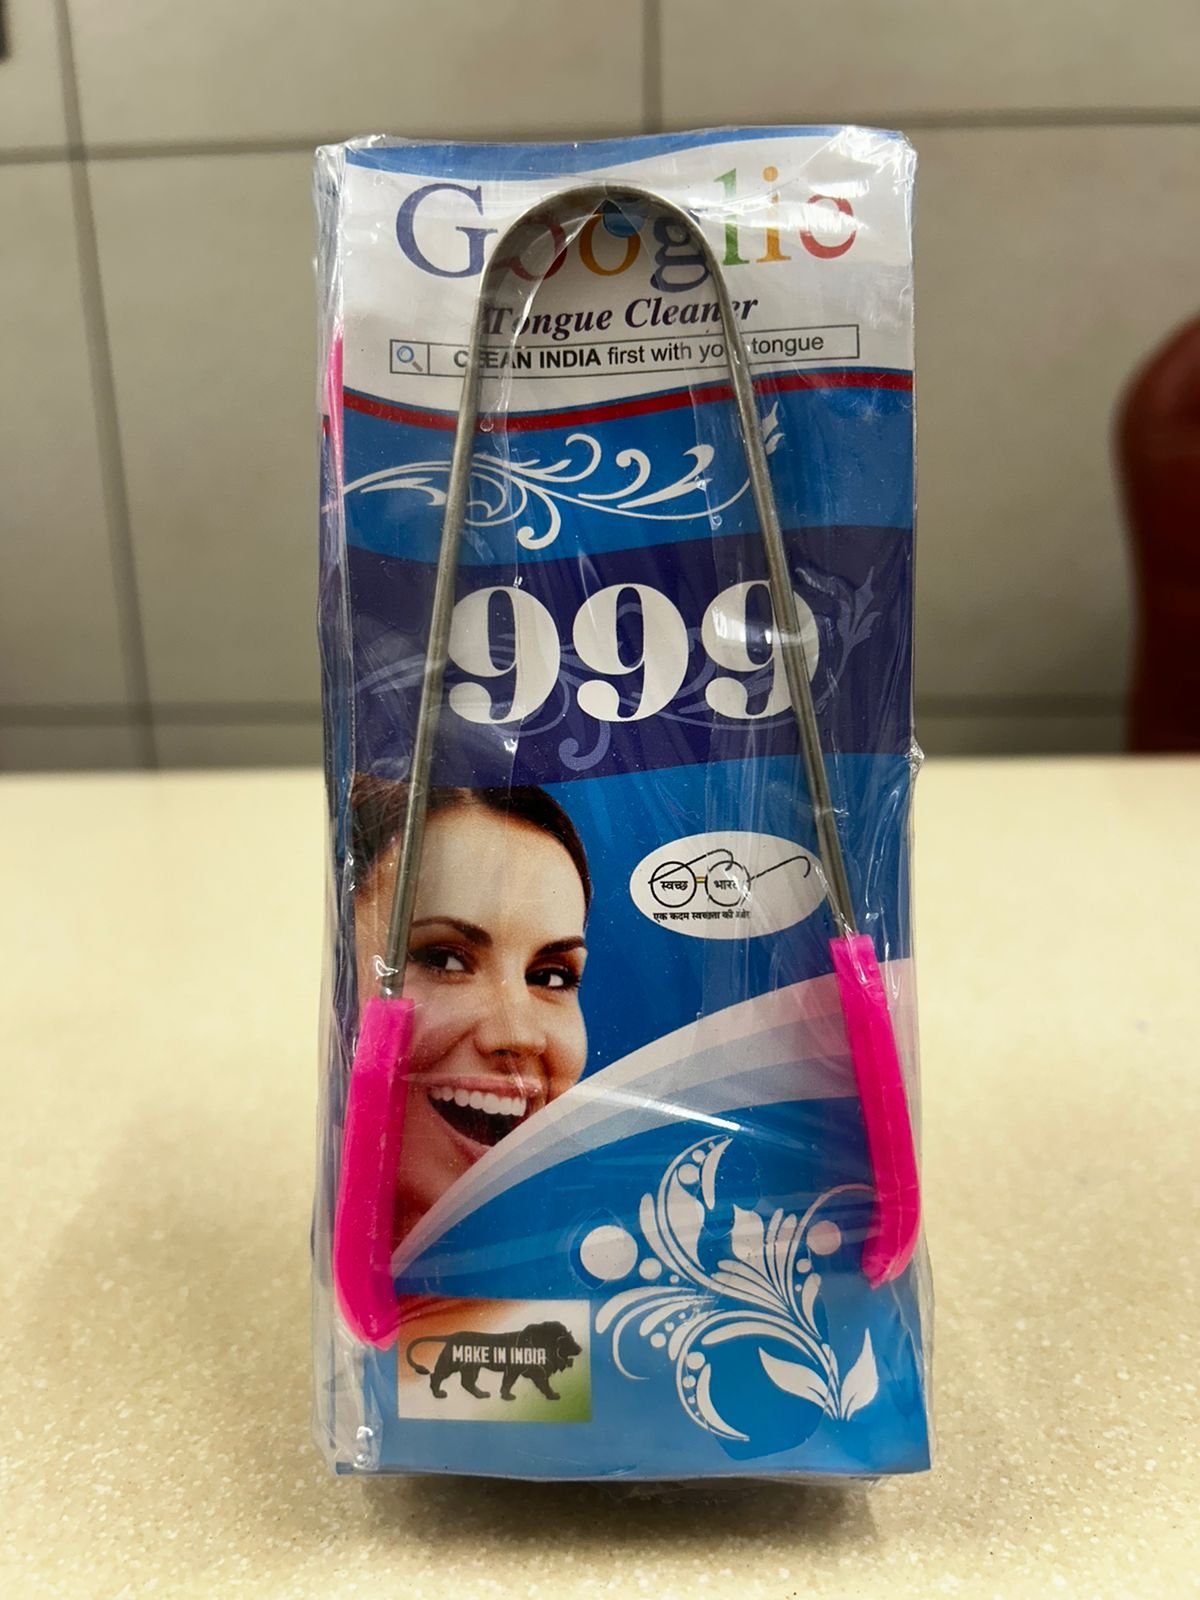 Googlic
Tongue Cleaner
CLEAN INDIA first with your tongue
999
स्वच्छ भारत
एक कदम स्वच्छता की ओर
MAKE IN INDIA